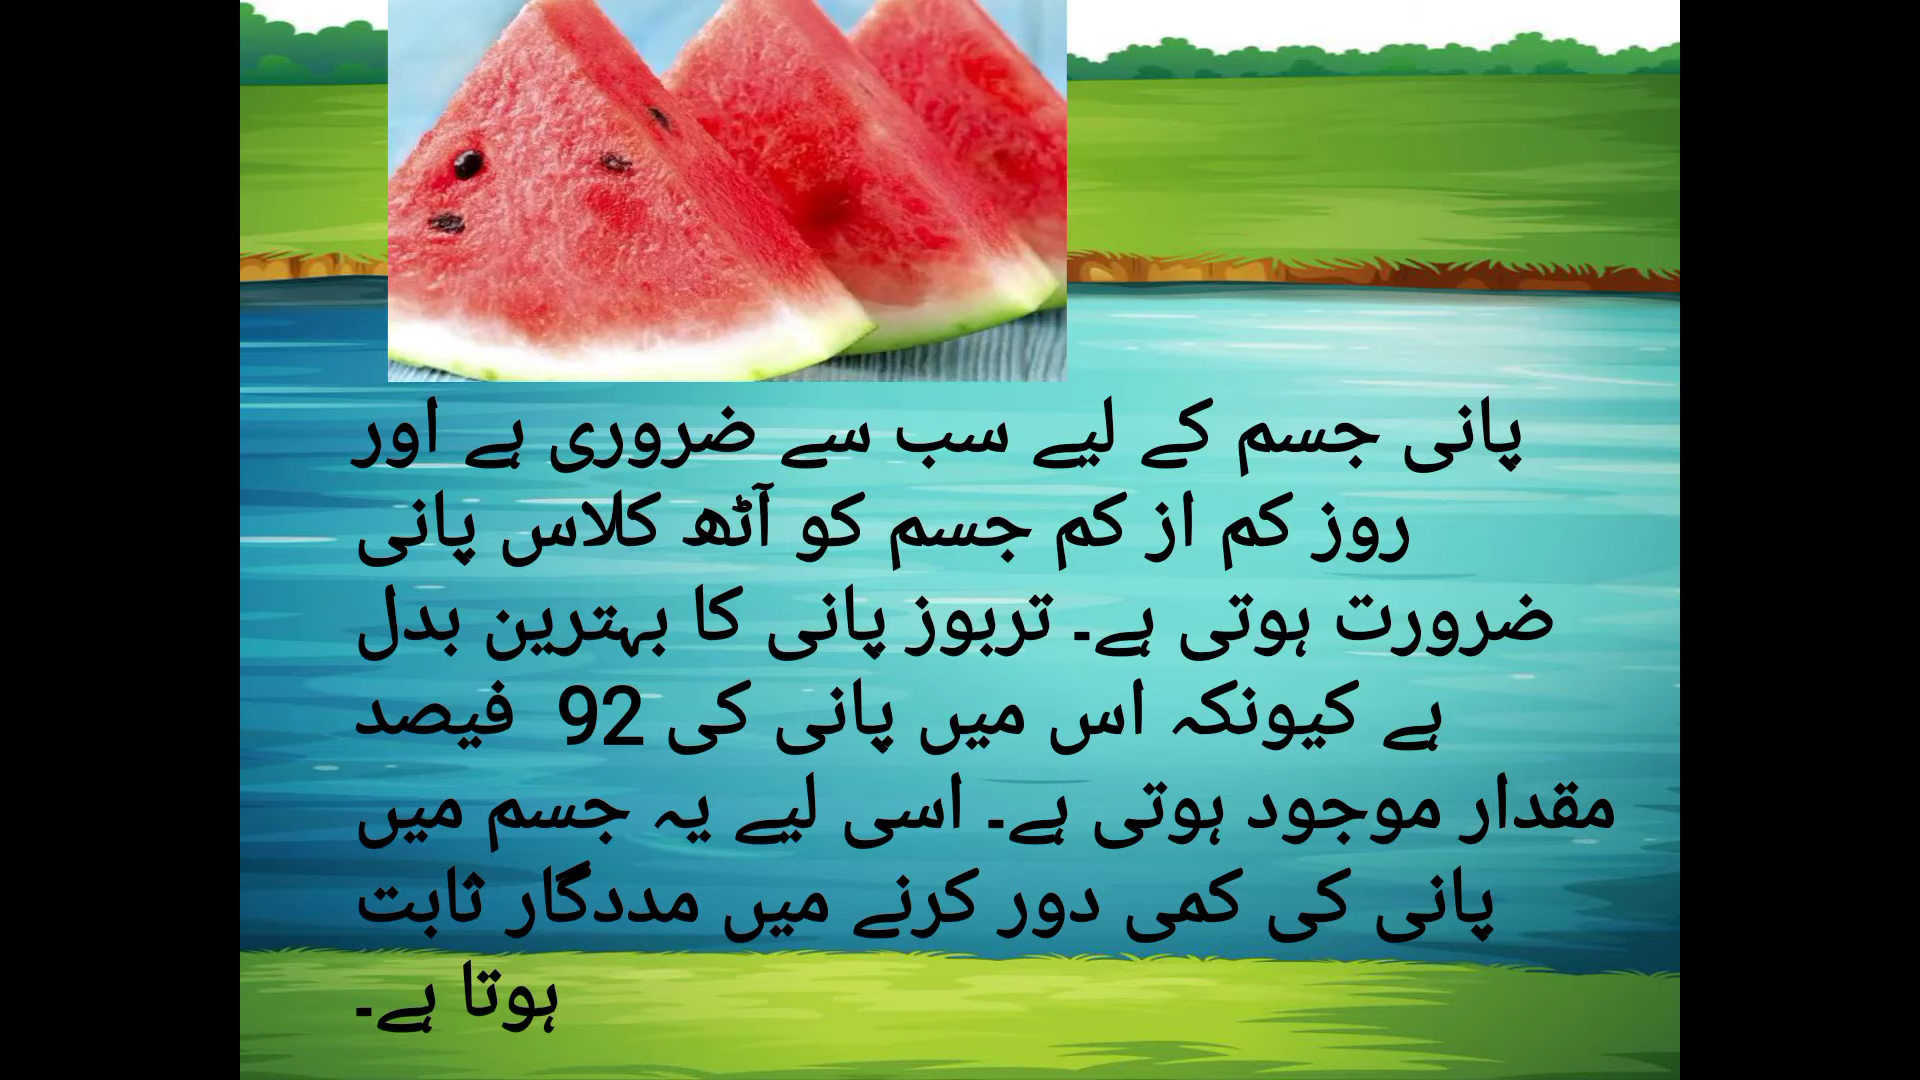 پانی جسم کے لیے سب سے ضروری ہے اور
روز کم از کم جسم کو آٹھ کلاس پانی
ضرورت ہوتی ہے۔ تربوز پانی کا بہترین بدل
ہے کیونکہ اس میں پانی کی 92 فیصد
مقدار موجود ہوتی ہے۔ اسی لیے یہ جسم میں
پانی کی کمی دور کرنے میں مددگار ثابت
ہوتا ہے۔